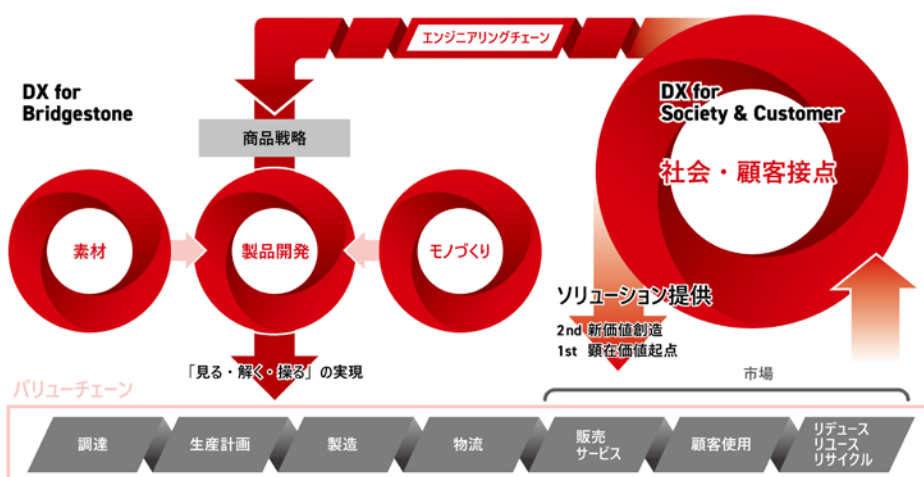 エンジニアリングチェーン
DX for
Bridgestone
DX for
Society & Customer
商品戦略
社会・顧客接点
素材
製品開発
モノづくり
ソリューション提供
2nd 新価値創造
1st 顕在価値起点
「見る・解く・操る」の実現
市場
バリューチェーン
調達
生産計画
製造
物流
販売
サービス
顧客使用
リデュース
リユース
リサイクル